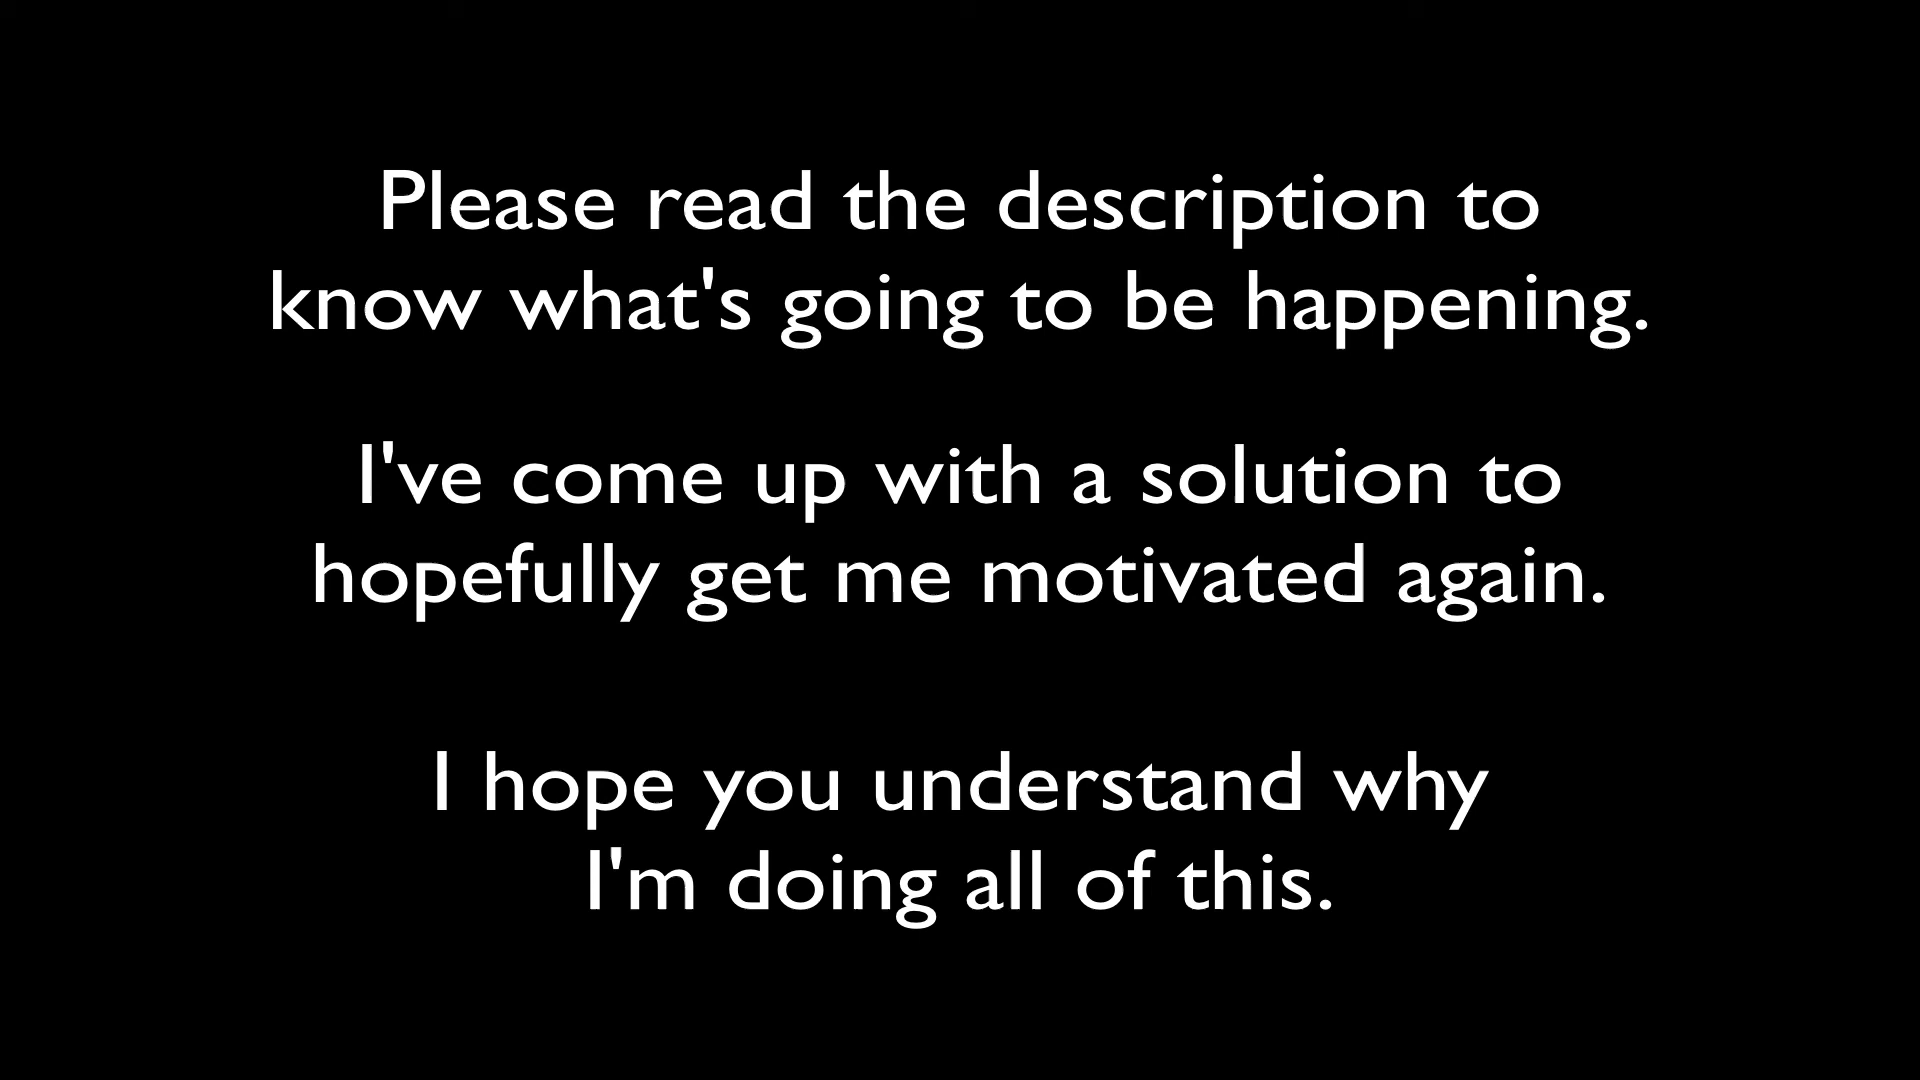 Please read the description to
know what's going to be happening.
I've come up with a solution to
hopefully get me motivated again.
I hope you understand why
I'm doing all of this.